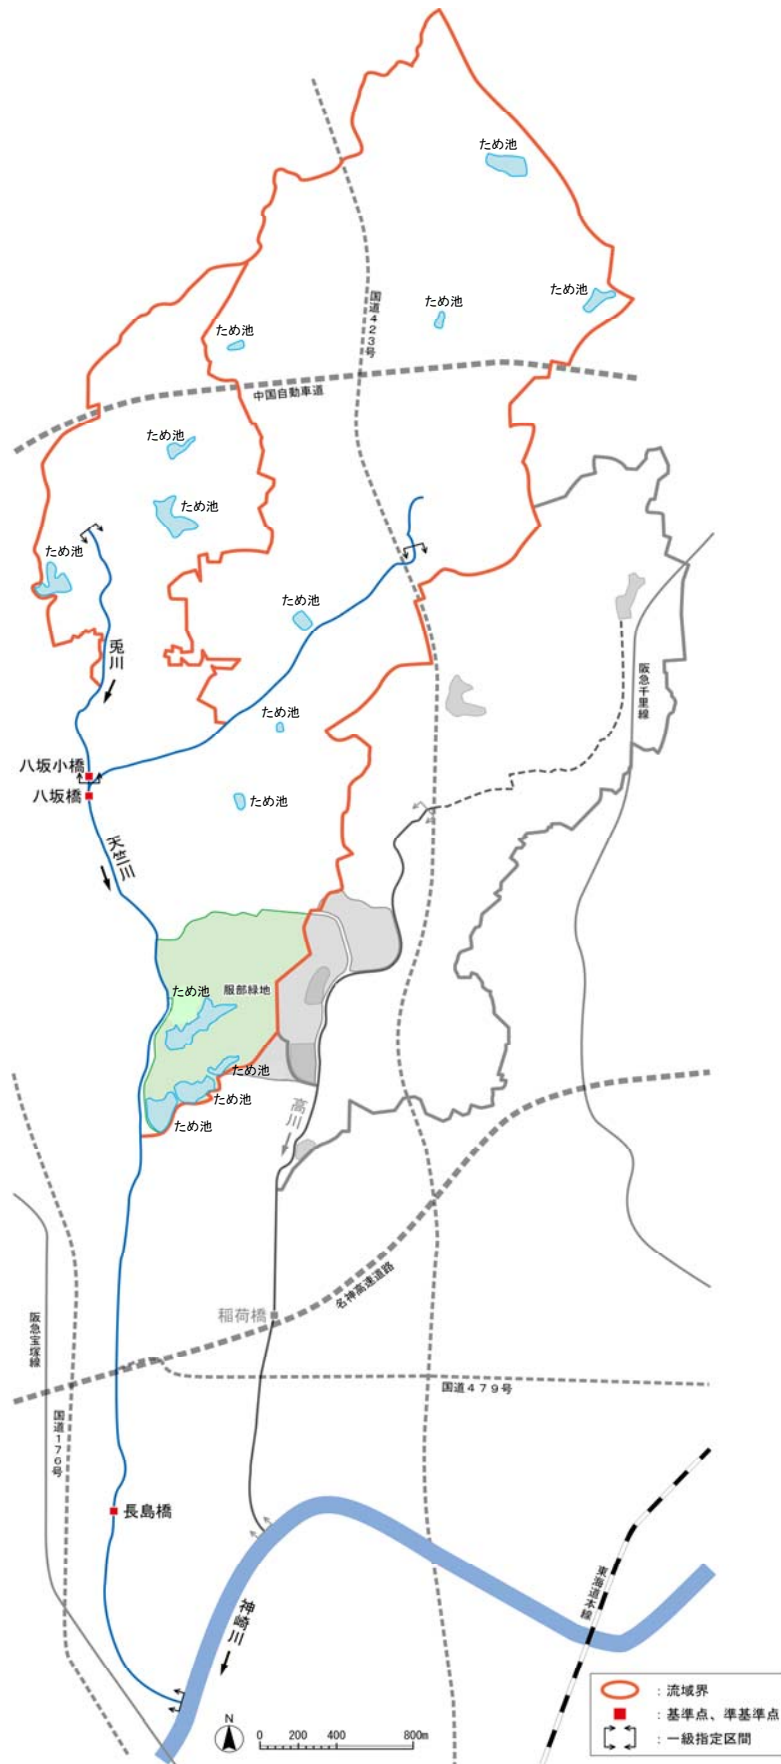 ため池
ため池
国道423号
ため池
ため池
中国自動車道
ため池
ため池
ため池
ため池
兎川
阪急千里線
ため池
八坂小橋
八坂橋
ため池
天竺川
ため池
服部緑地
ため池
ため池
高川
ため池
稲荷橋
名神高速道路
阪急宝塚線
国道479号
国道176号
長島橋
東海道本線
神崎川
：流域界
：基準点、準基準点
：一級指定区間
N
0 200 400 800m